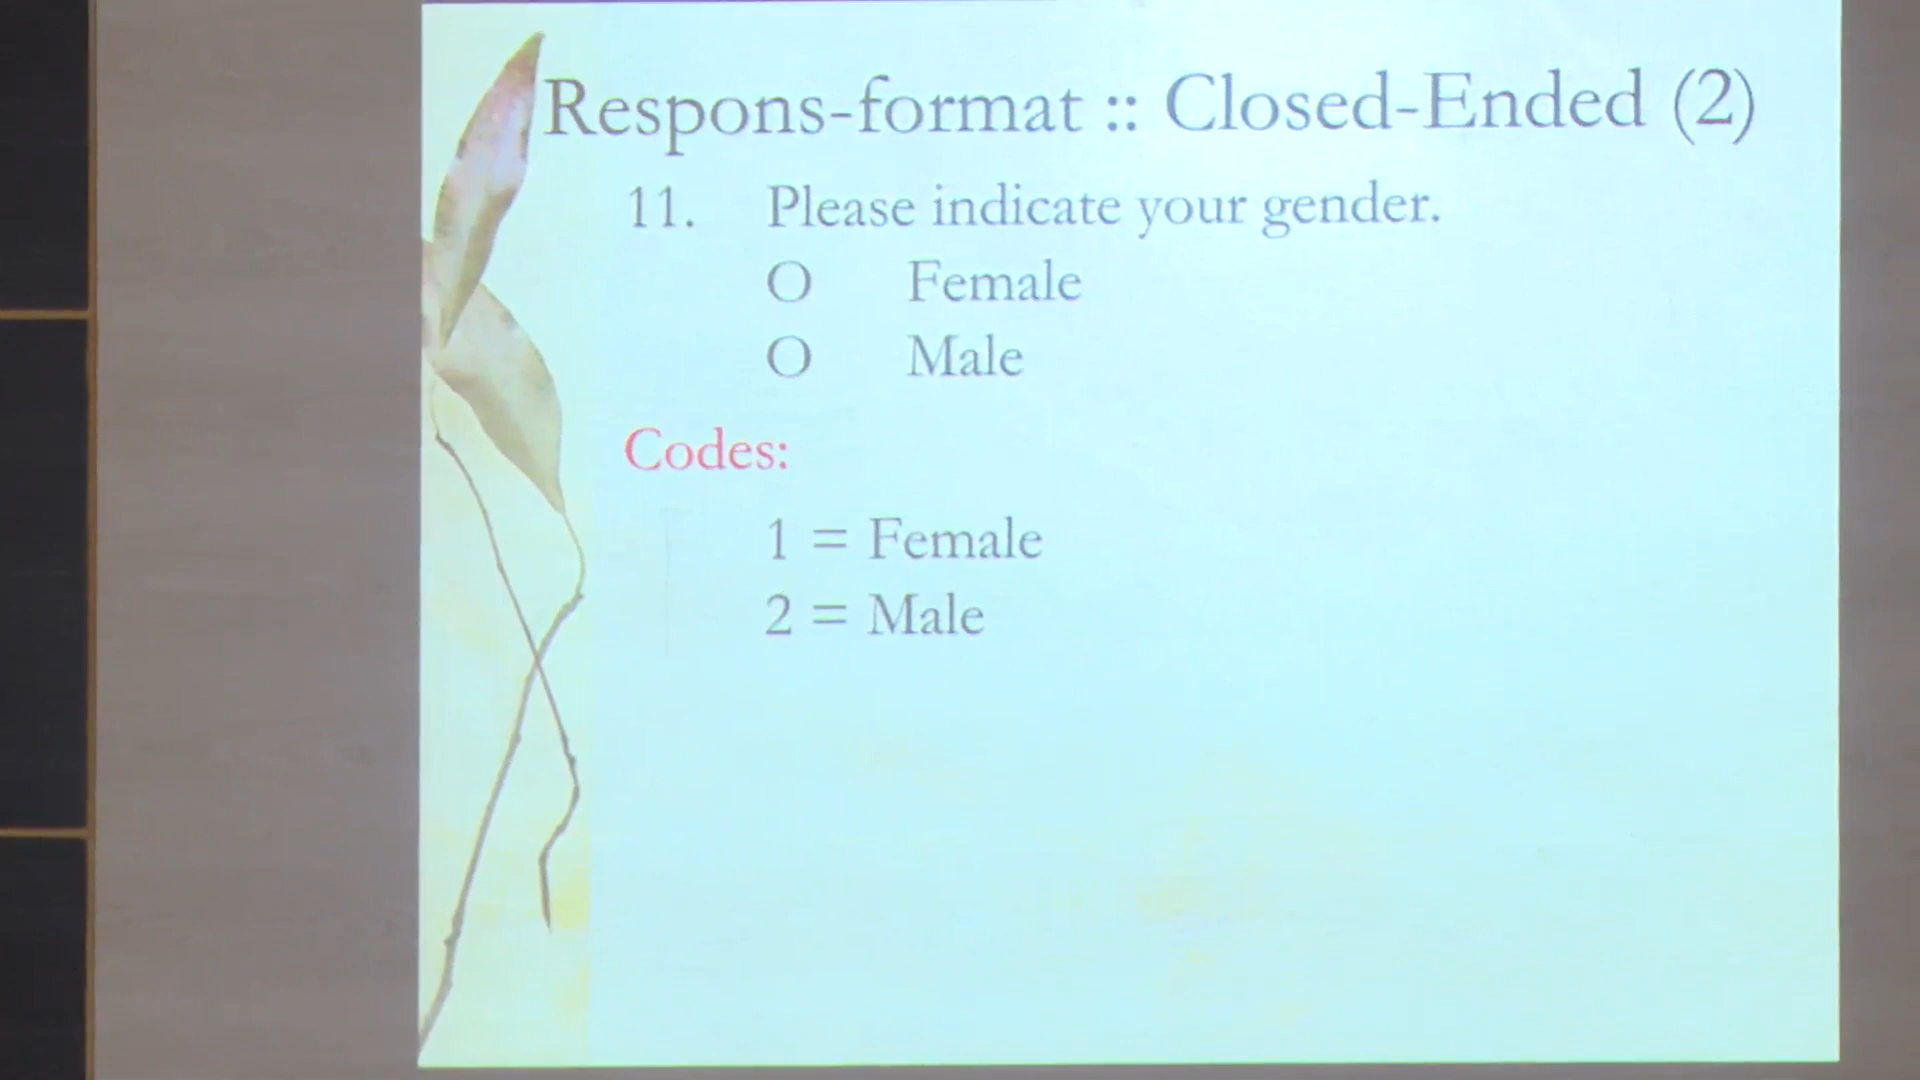 Respons-format :: Closed-Ended (2)
11. Please indicate your gender.
O Female
O Male
Codes:
1 = Female
2 = Male